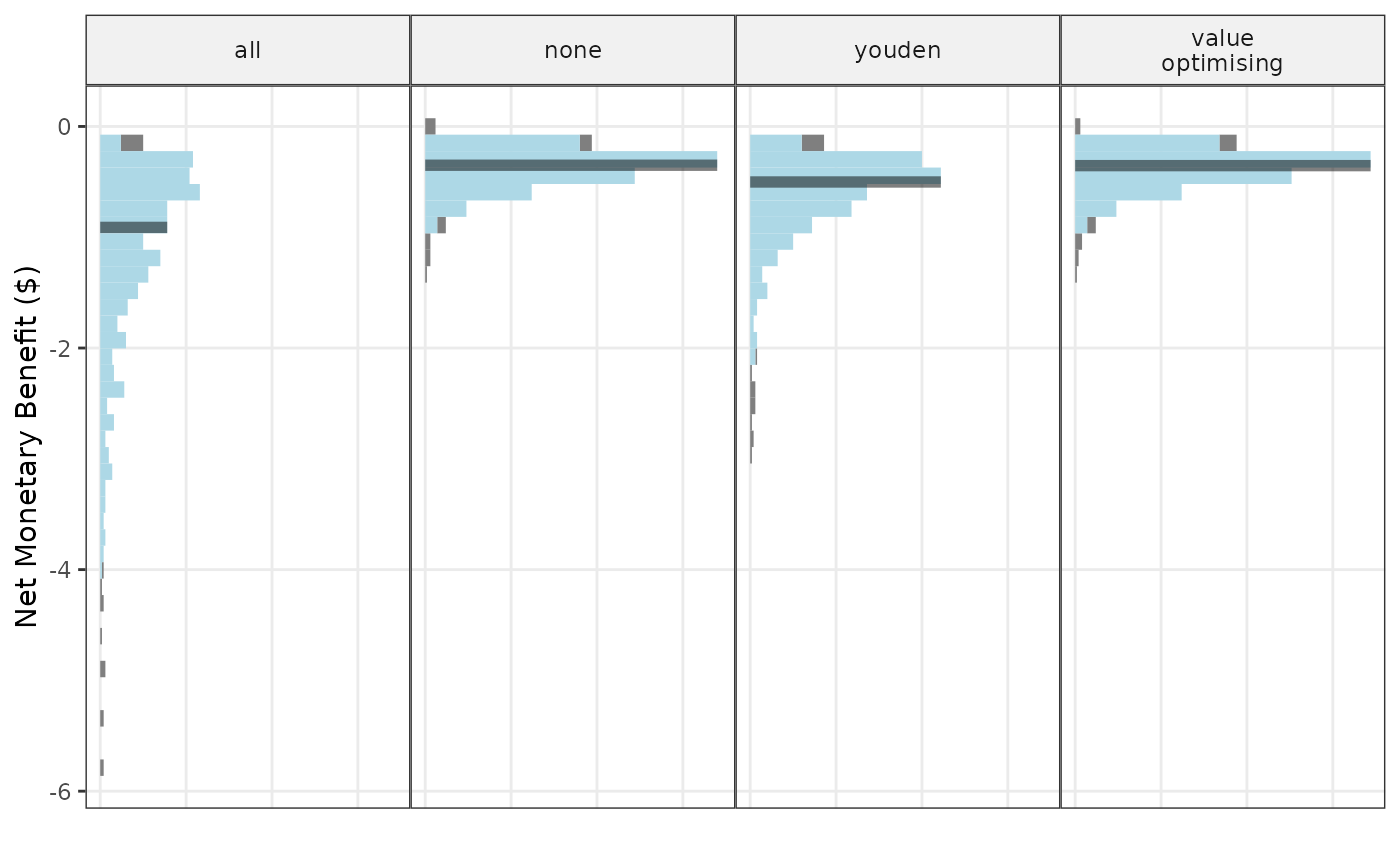 all
none
youden
value
optimising
Net Monetary Benefit ($)
0
-2
-4
-6